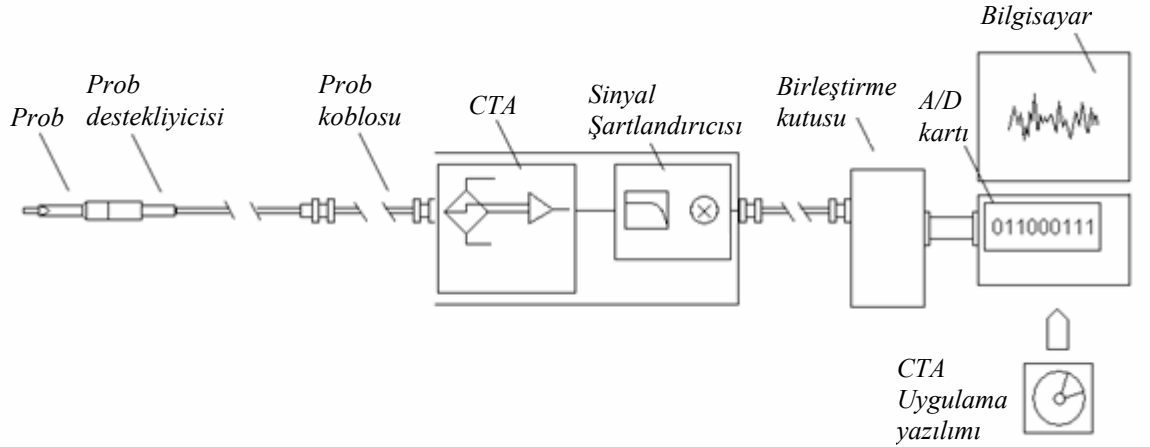 Bilgisayar
Prob
Prob
destekliyicisi
Prob
koblosu
CTA
Sinyal
Şartlandırıcısı
Birleştirme
kutusu
A/D
kartı
011000111
CTA
Uygulama
yazılımı